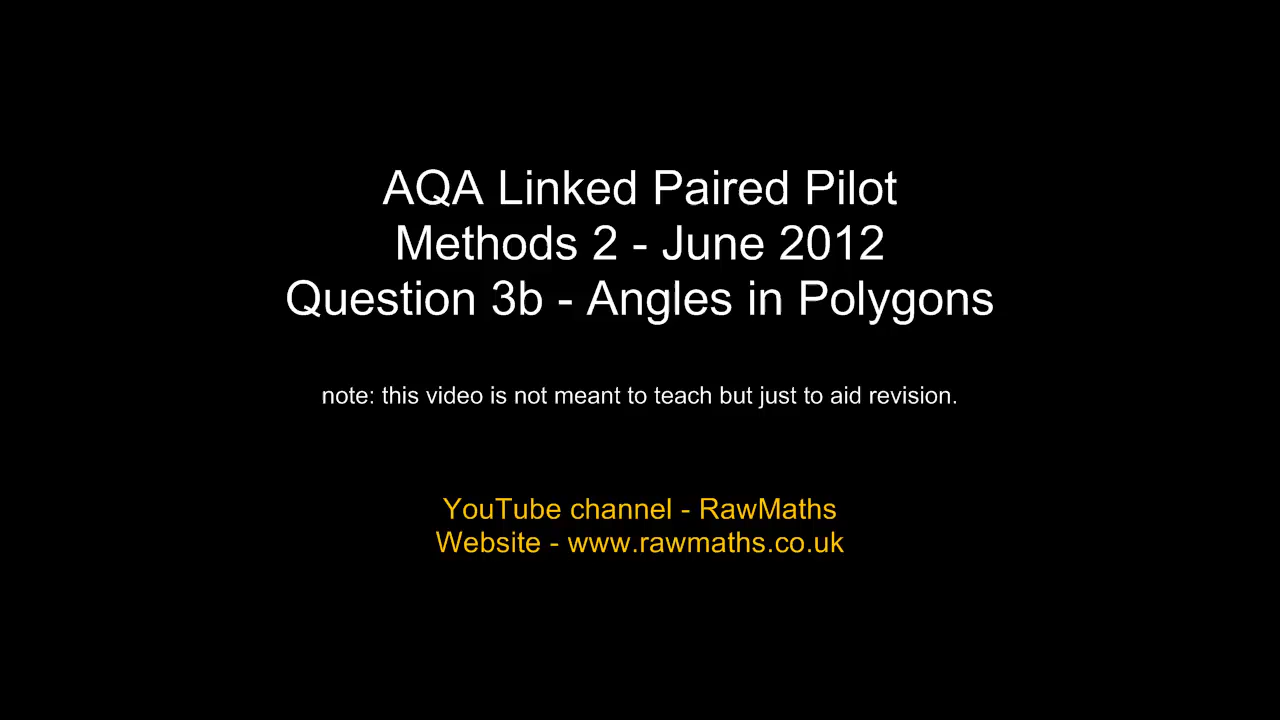 AQA Linked Paired Pilot
Methods 2 - June 2012
Question 3b - Angles in Polygons
note: this video is not meant to teach but just to aid revision.
YouTube channel - RawMaths
Website - www.rawmaths.co.uk